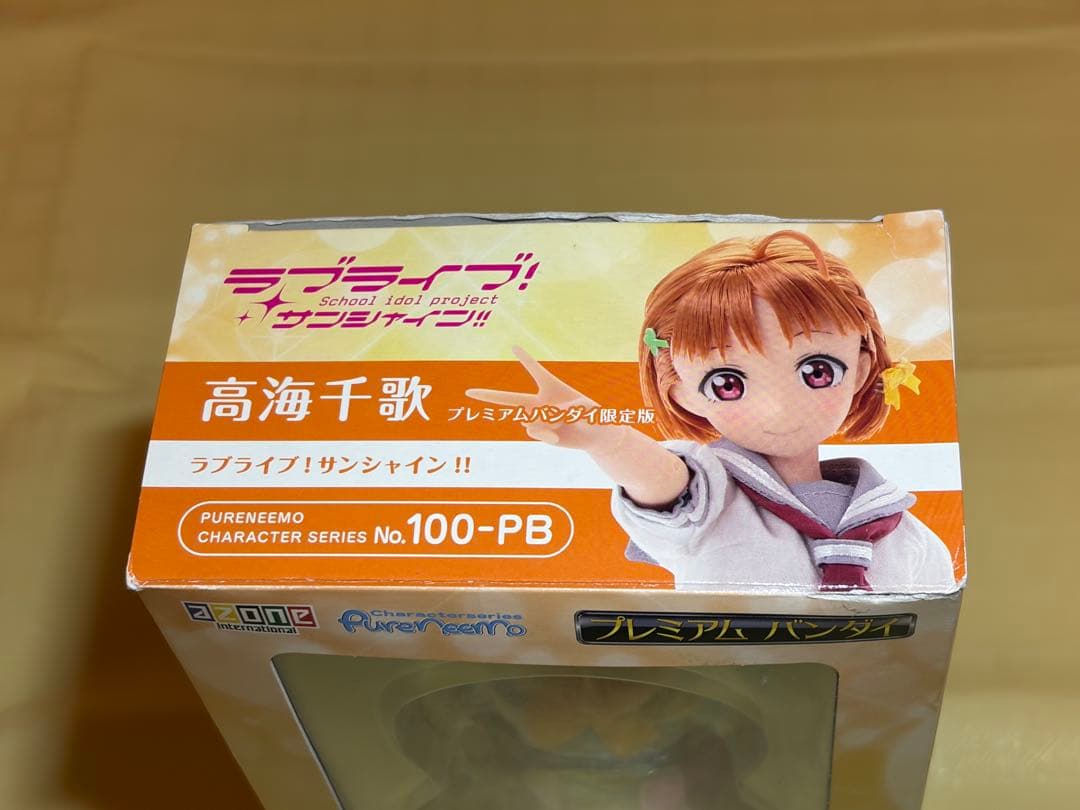 ラブライブ!
School idol project
サンシャイン!!
高海千歌 プレミアムバンダイ限定版
ラブライブ!サンシャイン!!
PURENEEMO
CHARACTER SERIES No.100-PB
azone
international
Characterseries
PureNeemo
プレミアム バンダイ